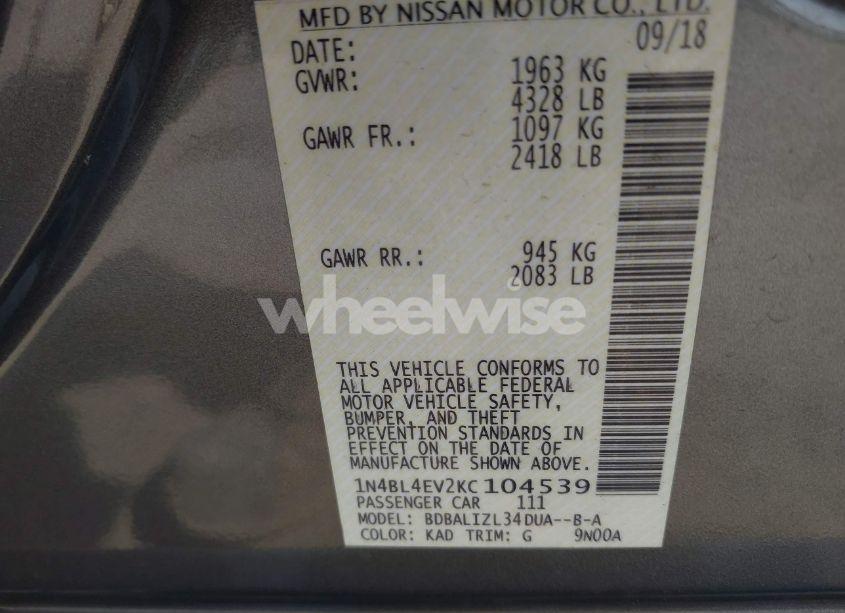 MFD BY NISSAN MOTOR CO., LTD.
DATE: 09/18
GVWR: 1963 KG
4328 LB
GAWR FR.: 1097 KG
2418 LB
GAWR RR.: 945 KG
2083 LB
wheelwise
THIS VEHICLE CONFORMS TO
ALL APPLICABLE FEDERAL
MOTOR VEHICLE SAFETY,
BUMPER, AND THEFT
PREVENTION STANDARDS IN
EFFECT ON THE DATE OF
MANUFACTURE SHOWN ABOVE.
1N4BL4EV2KC104539
PASSENGER CAR 111
MODEL: BDBALIZL34DUA--B-A
COLOR: KAD TRIM: G 9N00A